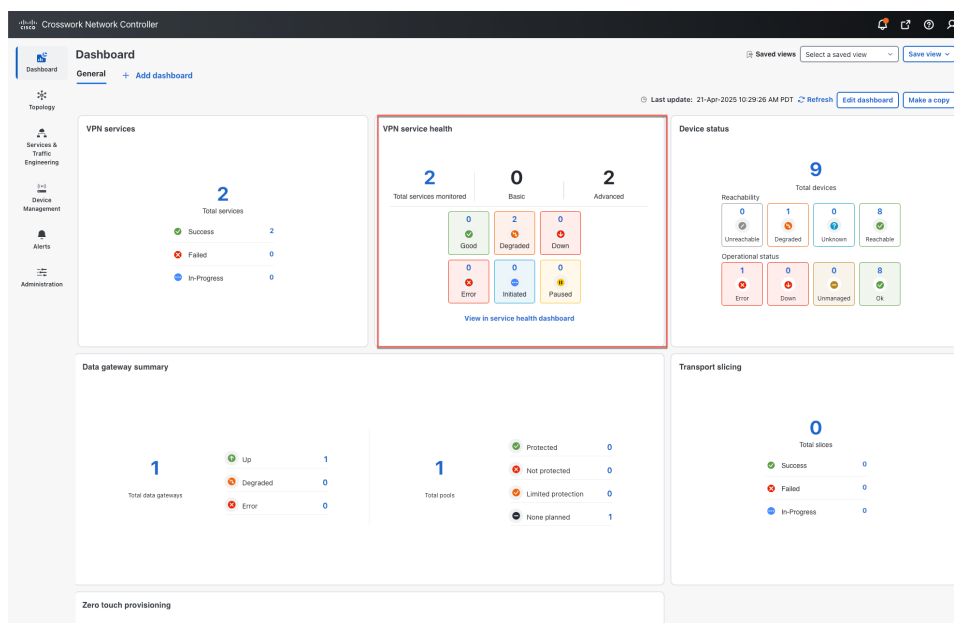 CISCO Crosswork Network Controller
Dashboard
Topology
Services &
Traffic
Engineering
Device
Management
Alerts
Administration
Dashboard
Saved views
Select a saved view
Save view
General
+ Add dashboard
Last update: 21-Apr-2025 10:29:26 AM PDT
Refresh
Edit dashboard
Make a copy
VPN services
2
Total services
Success 2
Failed 0
In-Progress 0
VPN service health
2
Total services monitored
0
Basic
2
Advanced
0
Good
2
Degraded
0
Down
0
Error
0
Initiated
0
Paused
View in service health dashboard
Device status
9
Total devices
Reachability
0
Unreachable
1
Degraded
0
Unknown
8
Reachable
Operational status
1
Error
0
Down
0
Unmanaged
8
Ok
Data gateway summary
1
Total data gateways
Up 1
Degraded 0
Error 0
1
Total pools
Protected 0
Not protected 0
Limited protection 0
None planned 1
Transport slicing
0
Total slices
Success 0
Failed 0
In-Progress 0
Zero touch provisioning